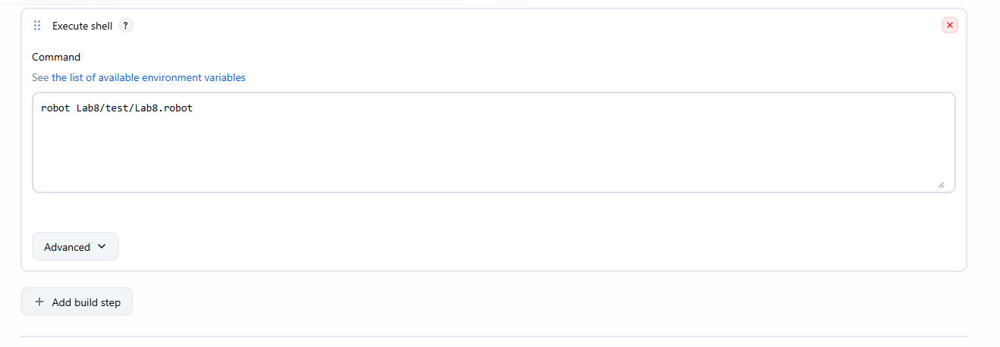 Execute shell ?
Command
See the list of available environment variables
robot Lab8/test/Lab8.robot
Advanced
Add build step